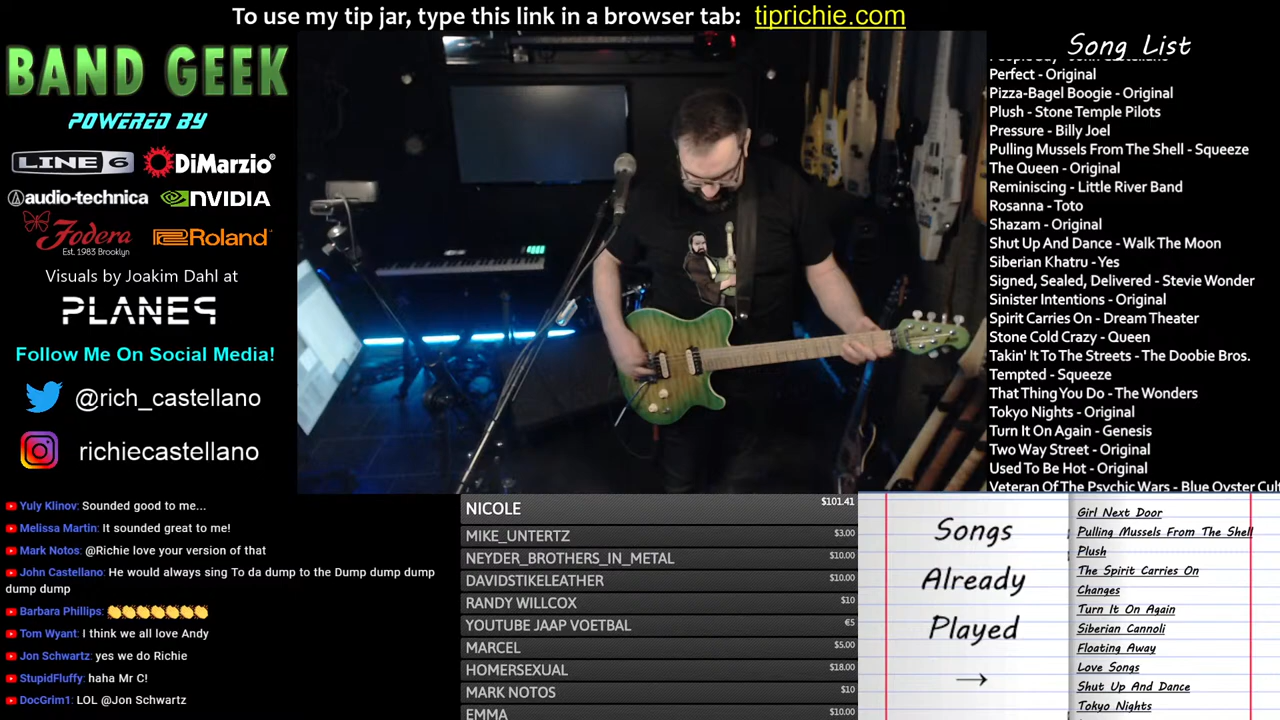 To use my tip jar, type this link in a browser tab: tiprichie.com
BAND GEEK
POWERED BY
LINE 6
DiMarzio
audio-technica
NVIDIA
Fodera
Est. 1983 Brooklyn
Roland
Visuals by Joakim Dahl at
PLANE9
Follow Me On Social Media!
@rich_castellano
richiecastellano
Yuly Klinov: Sounded good to me...
Melissa Martin: It sounded great to me!
Mark Notos: @Richie love your version of that
John Castellano: He would always sing To da dump to the Dump dump dump
dump dump
Barbara Phillips: 👏👏👏👏👏👏👏
Tom Wyant: I think we all love Andy
Jon Schwartz: yes we do Richie
StupidFluffy: haha Mr C!
DocGrim1: LOL @Jon Schwartz
NICOLE $101.41
MIKE_UNTERTZ $3.00
NEYDER_BROTHERS_IN_METAL $10.00
DAVIDSTIKELEATHER $10.00
RANDY WILLCOX $10
YOUTUBE JAAP VOETBAL €5
MARCEL $5.00
HOMERSEXUAL $18.00
MARK NOTOS $10
EMMA $10.00
Song List
People Say - John Castellano
Perfect - Original
Pizza-Bagel Boogie - Original
Plush - Stone Temple Pilots
Pressure - Billy Joel
Pulling Mussels From The Shell - Squeeze
The Queen - Original
Reminiscing - Little River Band
Rosanna - Toto
Shazam - Original
Shut Up And Dance - Walk The Moon
Siberian Khatru - Yes
Signed, Sealed, Delivered - Stevie Wonder
Sinister Intentions - Original
Spirit Carries On - Dream Theater
Stone Cold Crazy - Queen
Takin' It To The Streets - The Doobie Bros.
Tempted - Squeeze
That Thing You Do - The Wonders
Tokyo Nights - Original
Turn It On Again - Genesis
Two Way Street - Original
Used To Be Hot - Original
Veteran Of The Psychic Wars - Blue Oyster Cul
Songs
Already
Played
→
Girl Next Door
Pulling Mussels From The Shell
Plush
The Spirit Carries On
Changes
Turn It On Again
Siberian Cannoli
Floating Away
Love Songs
Shut Up And Dance
Tokyo Nights